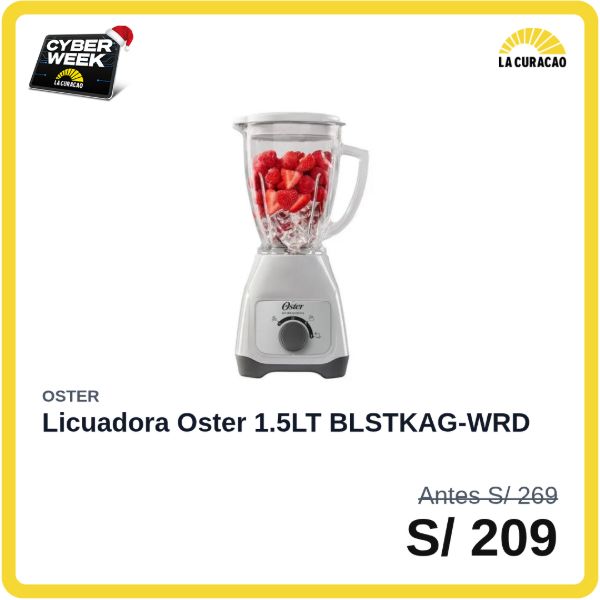 CYBER
WEEK
LA CURACAO
LA CURACAO
Oster
OSTER
Licuadora Oster 1.5LT BLSTKAG-WRD
Antes S/ 269
S/ 209